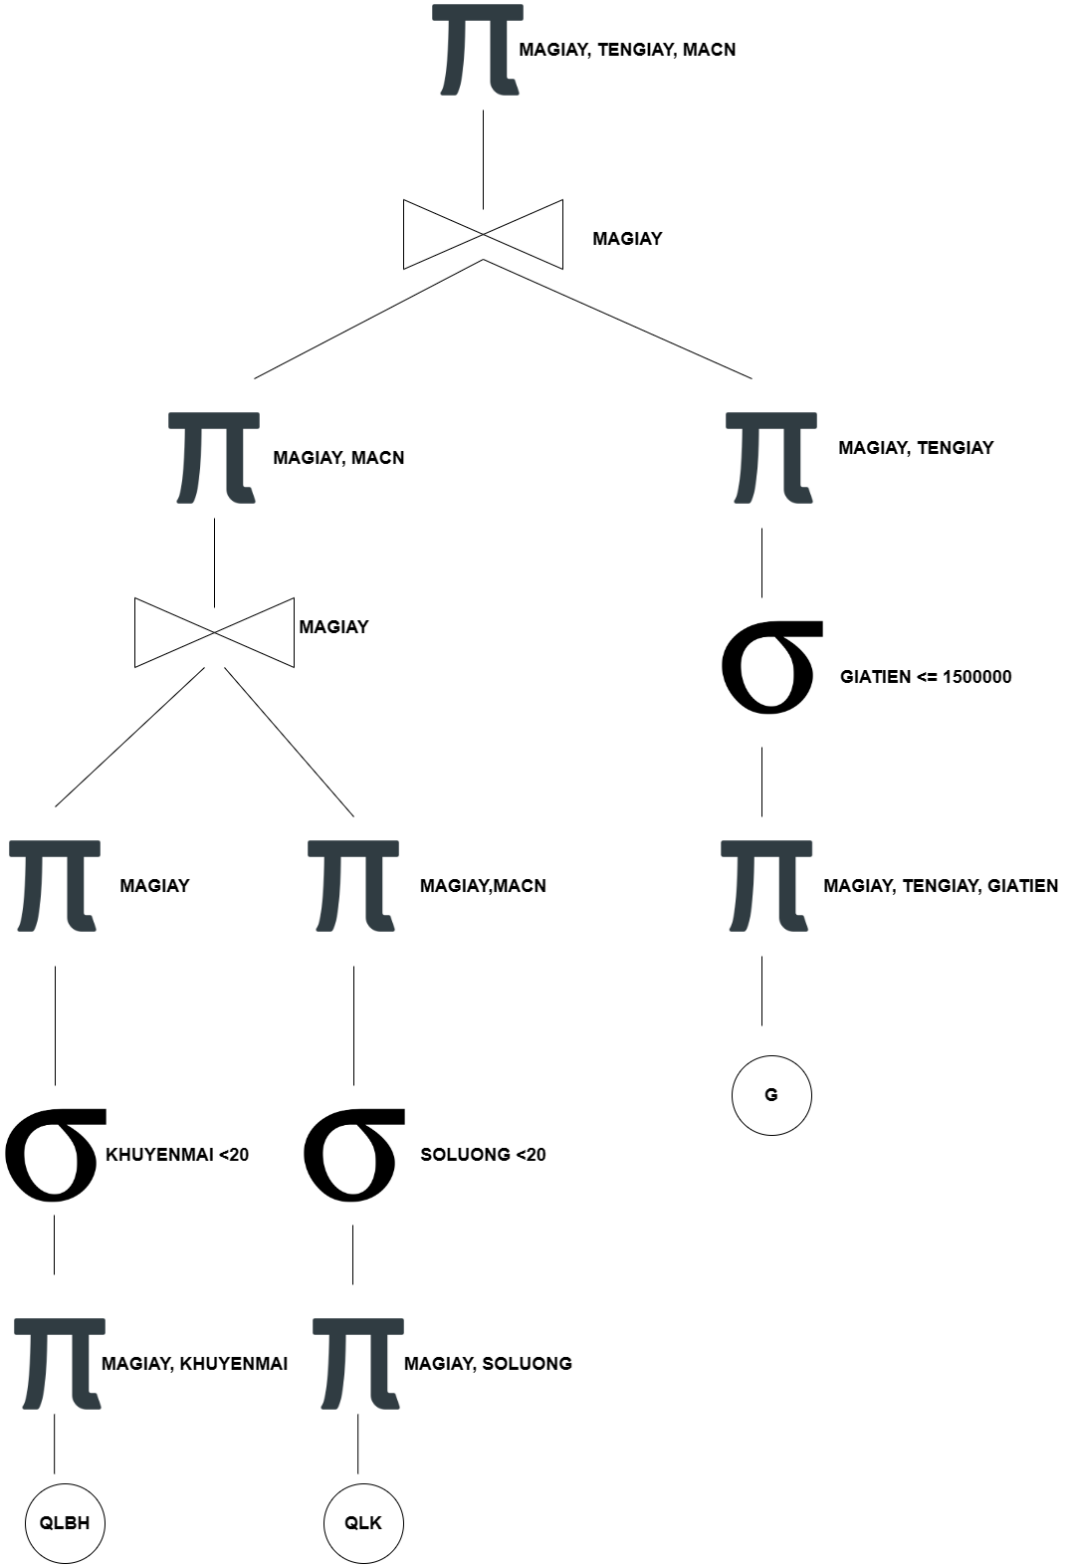 π MAGIAY, TENGIAY, MACN
MAGIAY
π MAGIAY, MACN
π MAGIAY, TENGIAY
MAGIAY
σ GIATIEN <= 1500000
π MAGIAY
π MAGIAY,MACN
π MAGIAY, TENGIAY, GIATIEN
G
σ KHUYENMAI <20
σ SOLUONG <20
π MAGIAY, KHUYENMAI
π MAGIAY, SOLUONG
QLBH
QLK